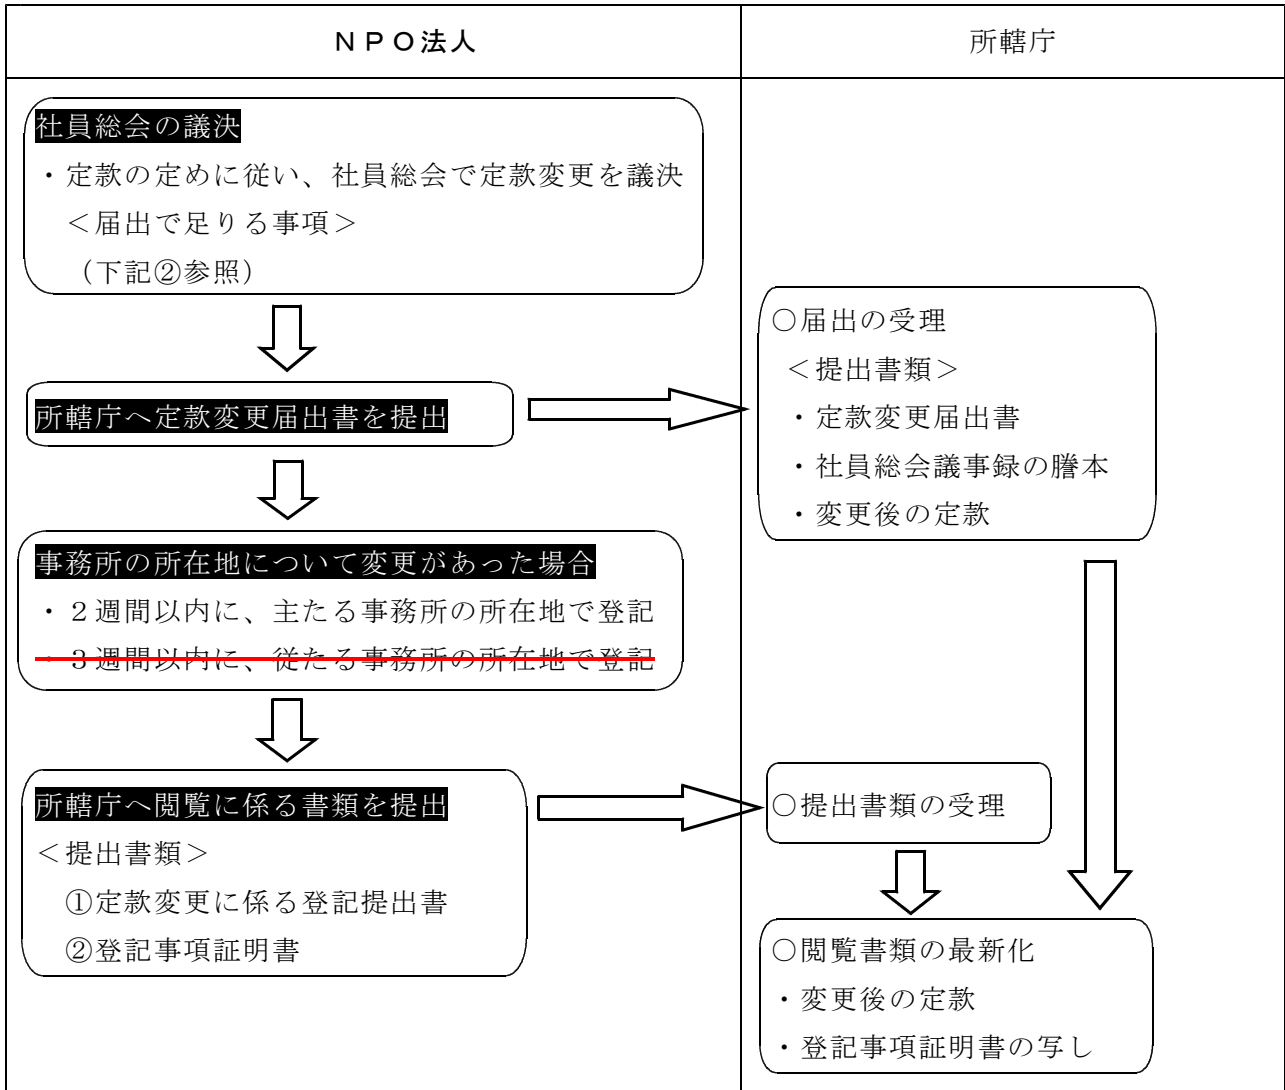 ＮＰＯ法人
所轄庁
社員総会の議決
・定款の定めに従い、社員総会で定款変更を議決
＜届出で足りる事項＞
（下記②参照）
所轄庁へ定款変更届出書を提出
事務所の所在地について変更があった場合
・２週間以内に、主たる事務所の所在地で登記
・３週間以内に、従たる事務所の所在地で登記
所轄庁へ閲覧に係る書類を提出
＜提出書類＞
①定款変更に係る登記提出書
②登記事項証明書
○届出の受理
＜提出書類＞
・定款変更届出書
・社員総会議事録の謄本
・変更後の定款
○提出書類の受理
○閲覧書類の最新化
・変更後の定款
・登記事項証明書の写し